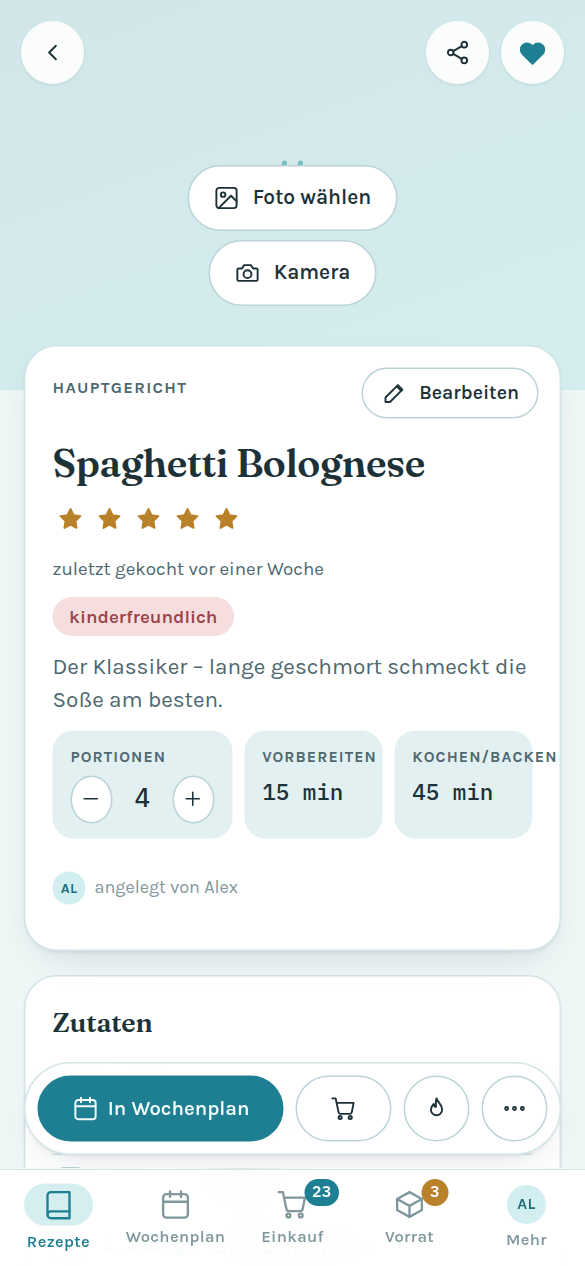 Foto wählen
Kamera
HAUPTGERICHT
Bearbeiten
Spaghetti Bolognese
zuletzt gekocht vor einer Woche
kinderfreundlich
Der Klassiker – lange geschmort schmeckt die
Soße am besten.
PORTIONEN
4
VORBEREITEN
15 min
KOCHEN/BACKEN
45 min
AL
angelegt von Alex
Zutaten
In Wochenplan
Rezepte
Wochenplan
23
Einkauf
3
Vorrat
AL
Mehr